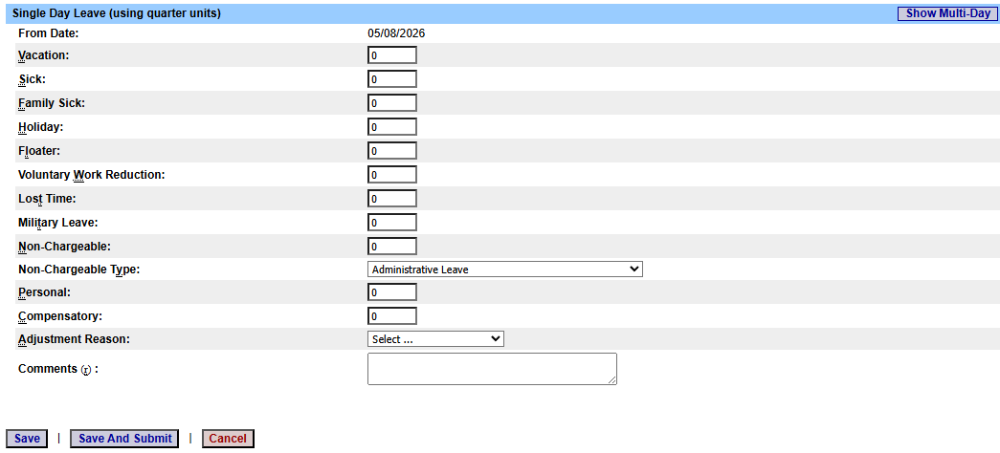 Single Day Leave (using quarter units) Show Multi-Day
From Date: 05/08/2026
Vacation: 0
Sick: 0
Family Sick: 0
Holiday: 0
Floater: 0
Voluntary Work Reduction: 0
Lost Time: 0
Military Leave: 0
Non-Chargeable: 0
Non-Chargeable Type: Administrative Leave
Personal: 0
Compensatory: 0
Adjustment Reason: Select ...
Comments (r) :
Save | Save And Submit | Cancel